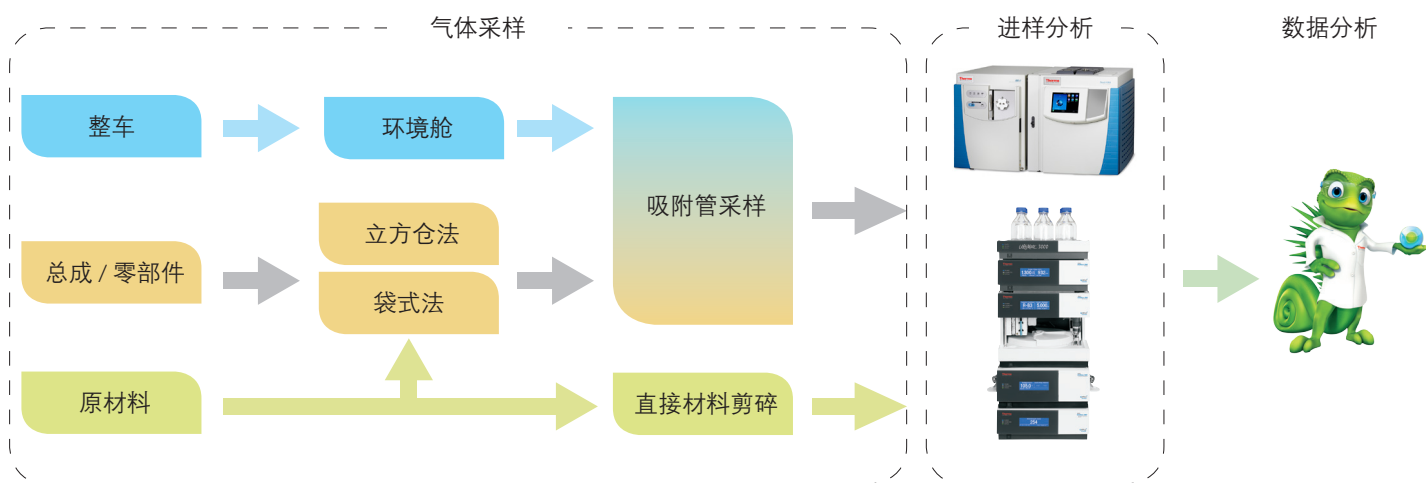 气体采样
进样分析
数据分析
整车
环境舱
吸附管采样
总成 / 零部件
立方仓法
袋式法
原材料
直接材料剪碎